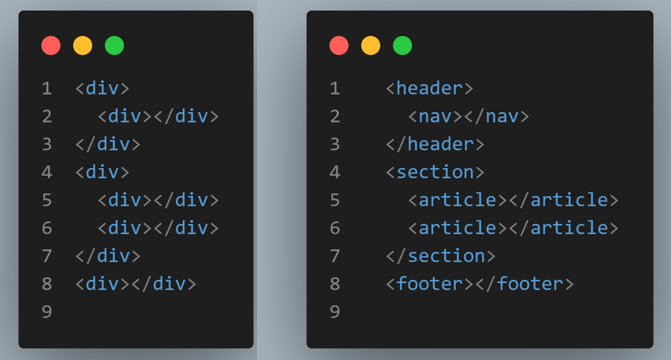 1 <div>
2   <div></div>
3 </div>
4 <div>
5   <div></div>
6   <div></div>
7 </div>
8 <div></div>
9
1 <header>
2   <nav></nav>
3 </header>
4 <section>
5   <article></article>
6   <article></article>
7 </section>
8 <footer></footer>
9